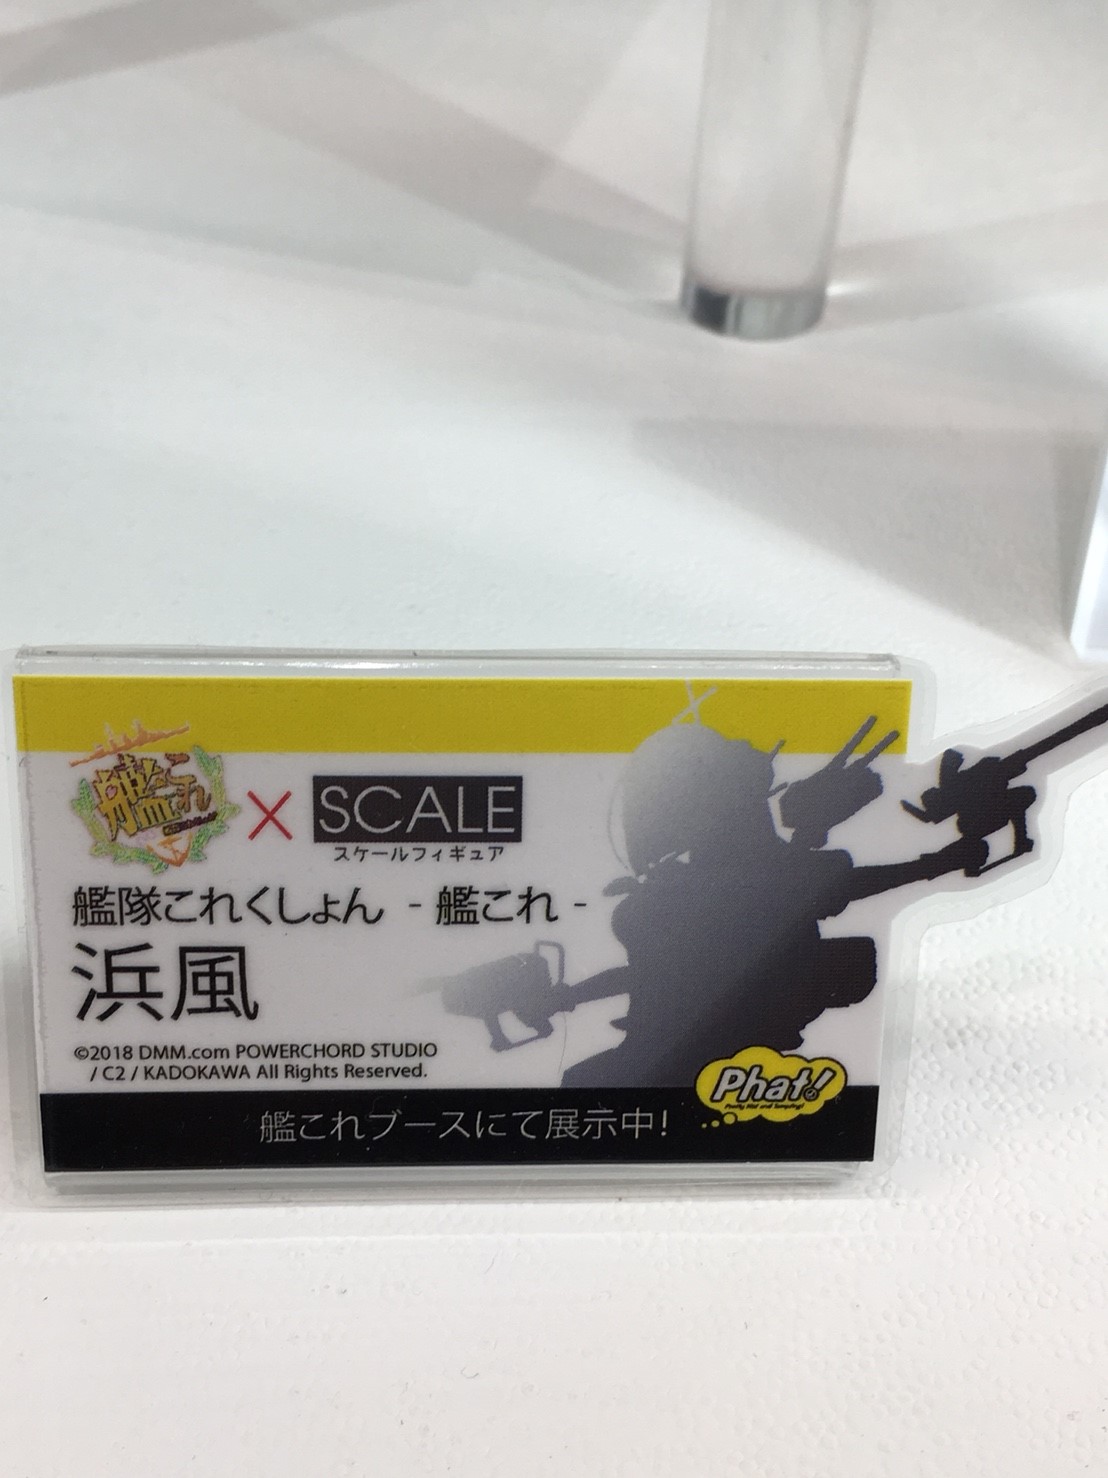 艦これ
×
SCALE
スケールフィギュア
艦隊これくしょん -艦これ-
浜風
©2018 DMM.com POWERCHORD STUDIO
/ C2 / KADOKAWA All Rights Reserved.
Phat!
艦これブースにて展示中!